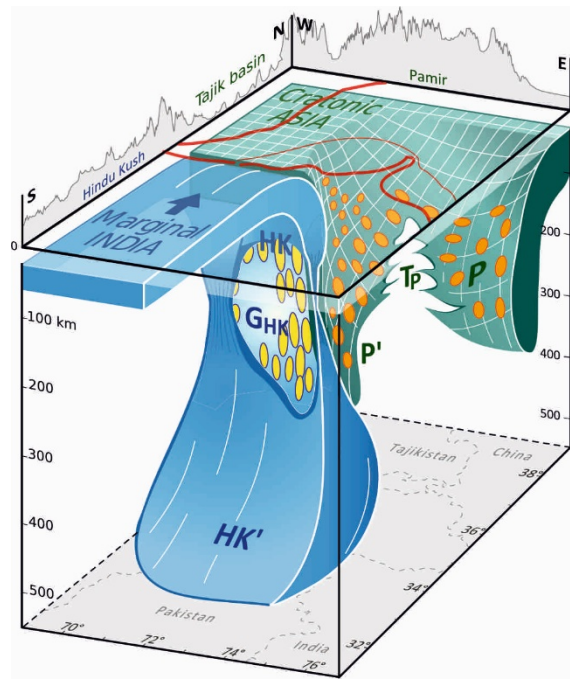 N
W
E
S
Tajik basin
Pamir
Hindu Kush
Cratonic
ASIA
Marginal
INDIA
HK
GHK
TP
P
P'
HK'
0
100 km
200
300
400
500
200
300
400
500
Tajikistan
China
Pakistan
India
38°
36°
34°
32°
70°
72°
74°
76°